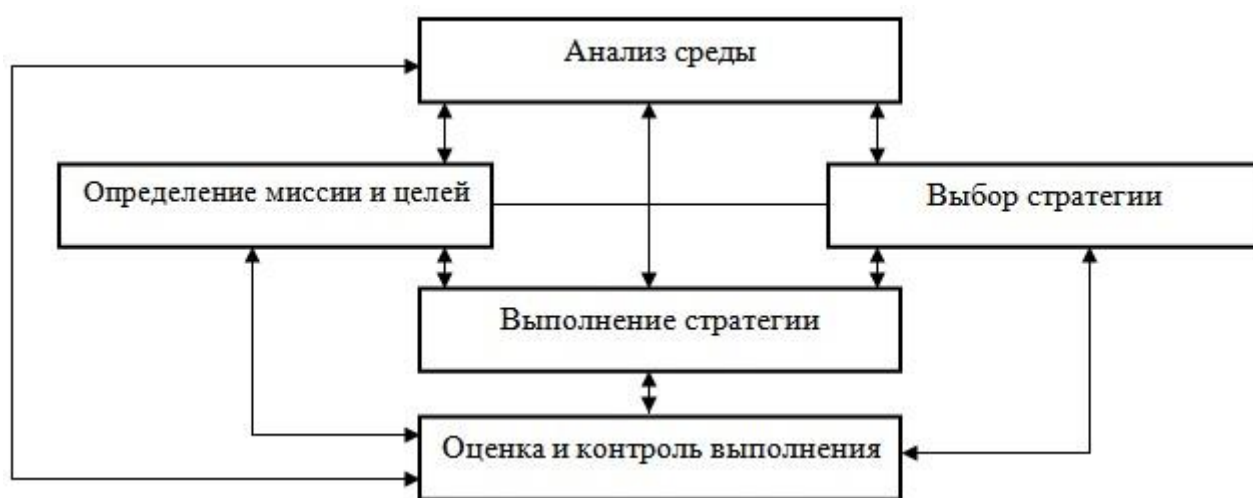 Анализ среды
Определение миссии и целей
Выбор стратегии
Выполнение стратегии
Оценка и контроль выполнения